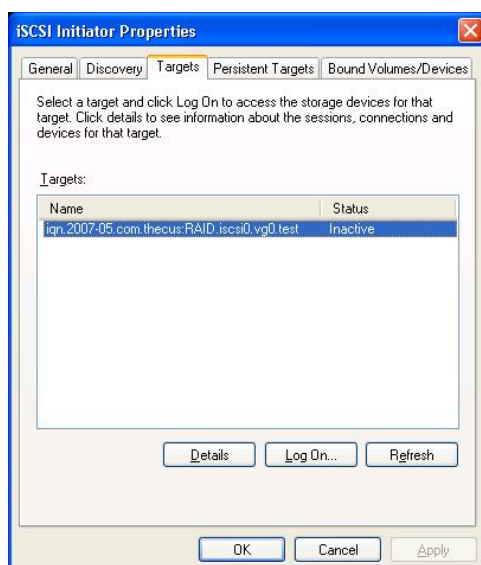 iSCSI Initiator Properties
General Discovery Targets Persistent Targets Bound Volumes/Devices
Select a target and click Log On to access the storage devices for that
target. Click details to see information about the sessions, connections and
devices for that target.
Targets:
Name Status
iqn.2007-05.com.thecus:RAID.iscsi0.vg0.test Inactive
Details Log On... Refresh
OK Cancel Apply